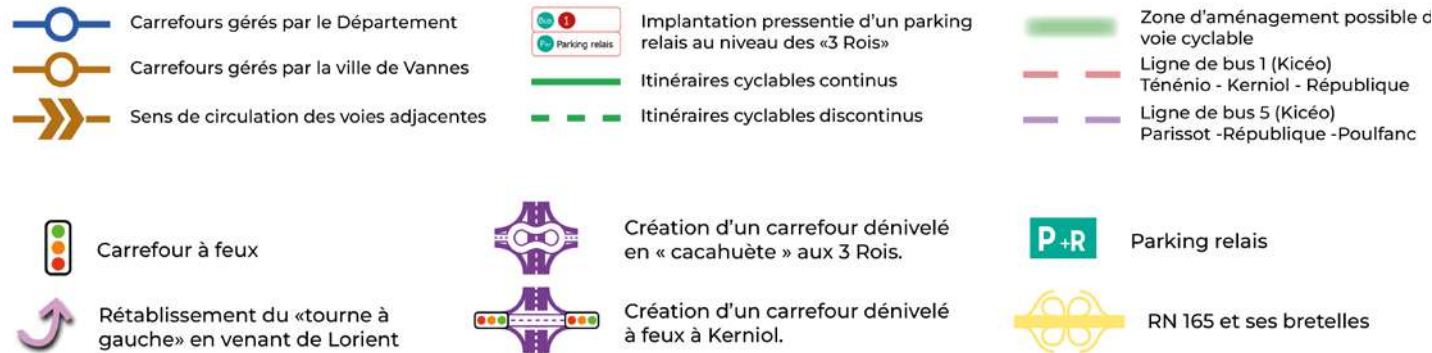 Carrefours gérés par le Département
Carrefours gérés par la ville de Vannes
Sens de circulation des voies adjacentes
Bus 1
P+R Parking relais
Implantation pressentie d'un parking
relais au niveau des «3 Rois»
Itinéraires cyclables continus
Itinéraires cyclables discontinus
Zone d'aménagement possible d
voie cyclable
Ligne de bus 1 (Kicéo)
Ténénio - Kerniol - République
Ligne de bus 5 (Kicéo)
Parissot -République -Poulfanc
Carrefour à feux
Rétablissement du «tourne à
gauche» en venant de Lorient
Création d'un carrefour dénivelé
en « cacahuète » aux 3 Rois.
Création d'un carrefour dénivelé
à feux à Kerniol.
P+R
Parking relais
RN 165 et ses bretelles